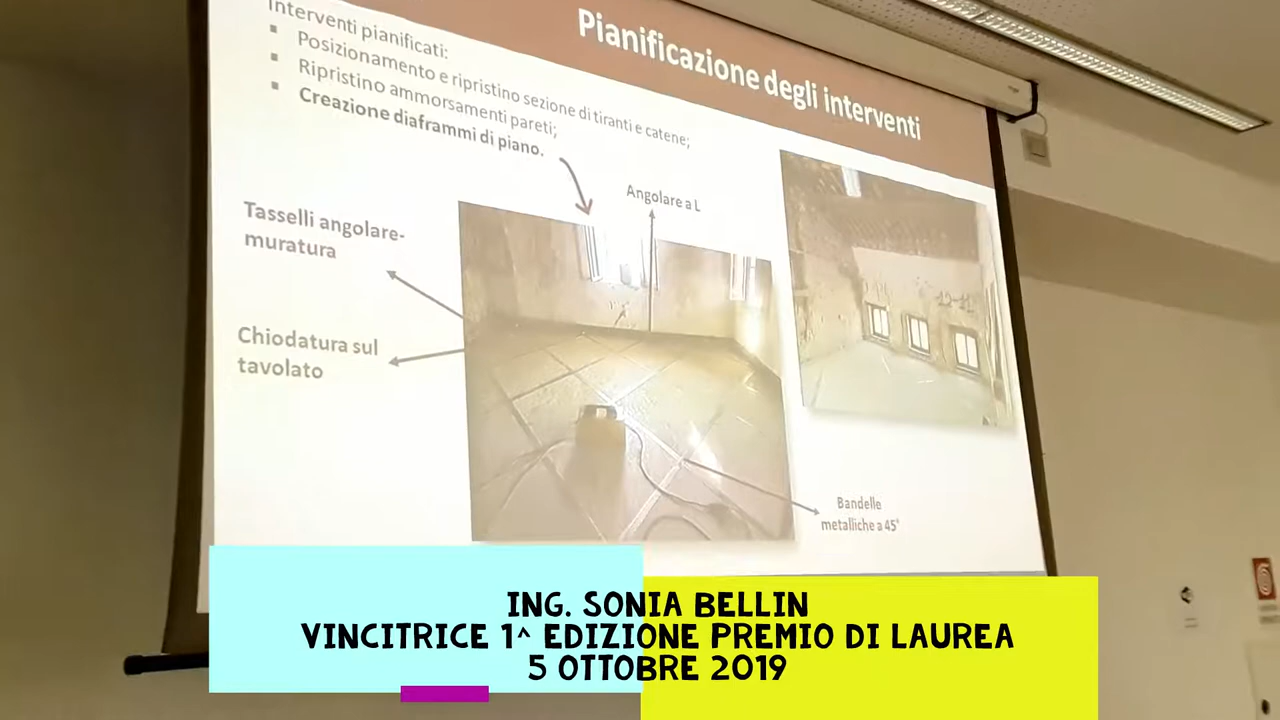 Pianificazione degli interventi
Interventi pianificati:
Posizionamento e ripristino sezione di tiranti e catene;
Ripristino ammorsamenti pareti;
Creazione diaframmi di piano.
Angolare a L
Tasselli angolare-
muratura
Chiodatura sul
tavolato
Bandelle
metalliche a 45°
ING. SONIA BELLIN
VINCITRICE 1^ EDIZIONE PREMIO DI LAUREA
5 OTTOBRE 2019